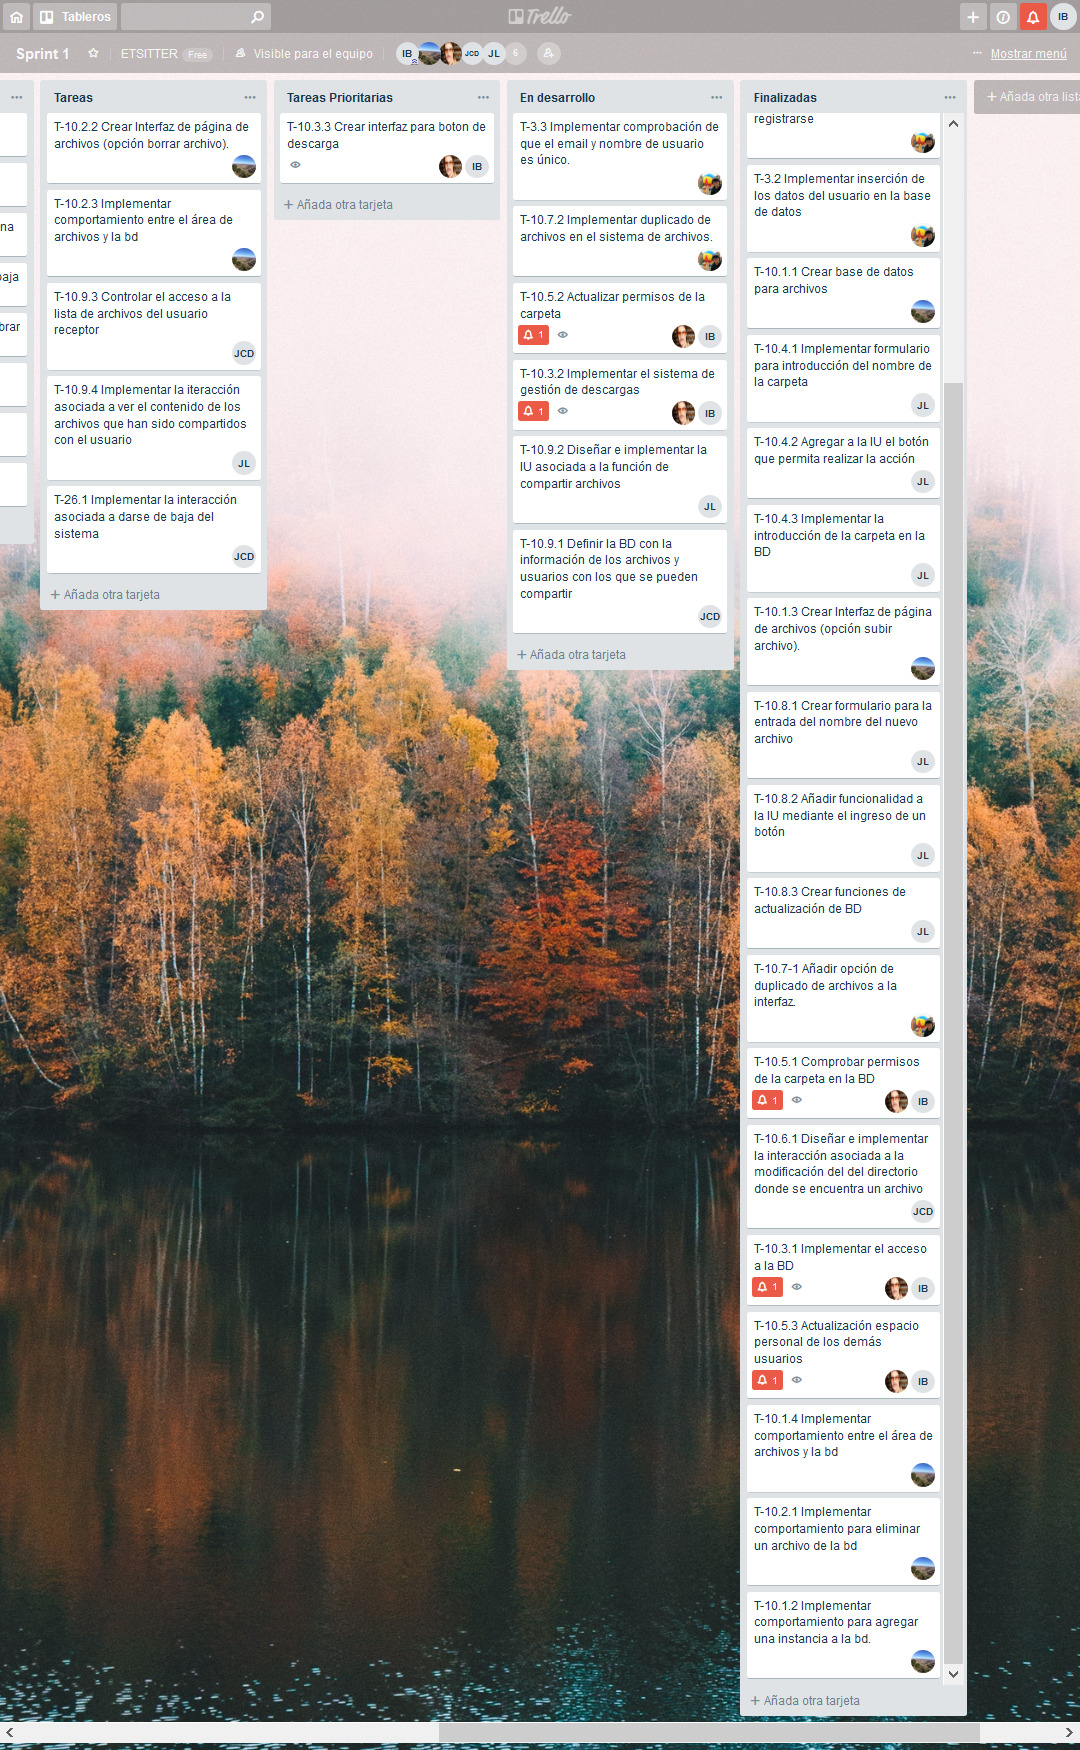 Tableros
Trello
IB
Sprint 1
ETSITTER Free
Visible para el equipo
IB
JCD
JL
6
Mostrar menú
na
baja
brar
Tareas
T-10.2.2 Crear Interfaz de página de
archivos (opción borrar archivo).
T-10.2.3 Implementar
comportamiento entre el área de
archivos y la bd
T-10.9.3 Controlar el acceso a la
lista de archivos del usuario
receptor
JCD
T-10.9.4 Implementar la iteracción
asociada a ver el contenido de los
archivos que han sido compartidos
con el usuario
JL
T-26.1 Implementar la interacción
asociada a darse de baja del
sistema
JCD
+ Añada otra tarjeta
Tareas Prioritarias
T-10.3.3 Crear interfaz para boton de
descarga
IB
+ Añada otra tarjeta
En desarrollo
T-3.3 Implementar comprobación de
que el email y nombre de usuario
es único.
T-10.7.2 Implementar duplicado de
archivos en el sistema de archivos.
T-10.5.2 Actualizar permisos de la
carpeta
1
IB
T-10.3.2 Implementar el sistema de
gestión de descargas
1
IB
T-10.9.2 Diseñar e implementar la
IU asociada a la función de
compartir archivos
JL
T-10.9.1 Definir la BD con la
información de los archivos y
usuarios con los que se pueden
compartir
JCD
+ Añada otra tarjeta
Finalizadas
registrarse
T-3.2 Implementar inserción de
los datos del usuario en la base
de datos
T-10.1.1 Crear base de datos
para archivos
T-10.4.1 Implementar formulario
para introducción del nombre de
la carpeta
JL
T-10.4.2 Agregar a la IU el botón
que permita realizar la acción
JL
T-10.4.3 Implementar la
introducción de la carpeta en la
BD
JL
T-10.1.3 Crear Interfaz de página
de archivos (opción subir
archivo).
T-10.8.1 Crear formulario para la
entrada del nombre del nuevo
archivo
JL
T-10.8.2 Añadir funcionalidad a
la IU mediante el ingreso de un
botón
JL
T-10.8.3 Crear funciones de
actualización de BD
JL
T-10.7-1 Añadir opción de
duplicado de archivos a la
interfaz.
T-10.5.1 Comprobar permisos
de la carpeta en la BD
1
IB
T-10.6.1 Diseñar e implementar
la interacción asociada a la
modificación del del directorio
donde se encuentra un archivo
JCD
T-10.3.1 Implementar el acceso
a la BD
1
IB
T-10.5.3 Actualización espacio
personal de los demás
usuarios
1
IB
T-10.1.4 Implementar
comportamiento entre el área de
archivos y la bd
T-10.2.1 Implementar
comportamiento para eliminar
un archivo de la bd
T-10.1.2 Implementar
comportamiento para agregar
una instancia a la bd.
+ Añada otra tarjeta
+ Añada otra lista